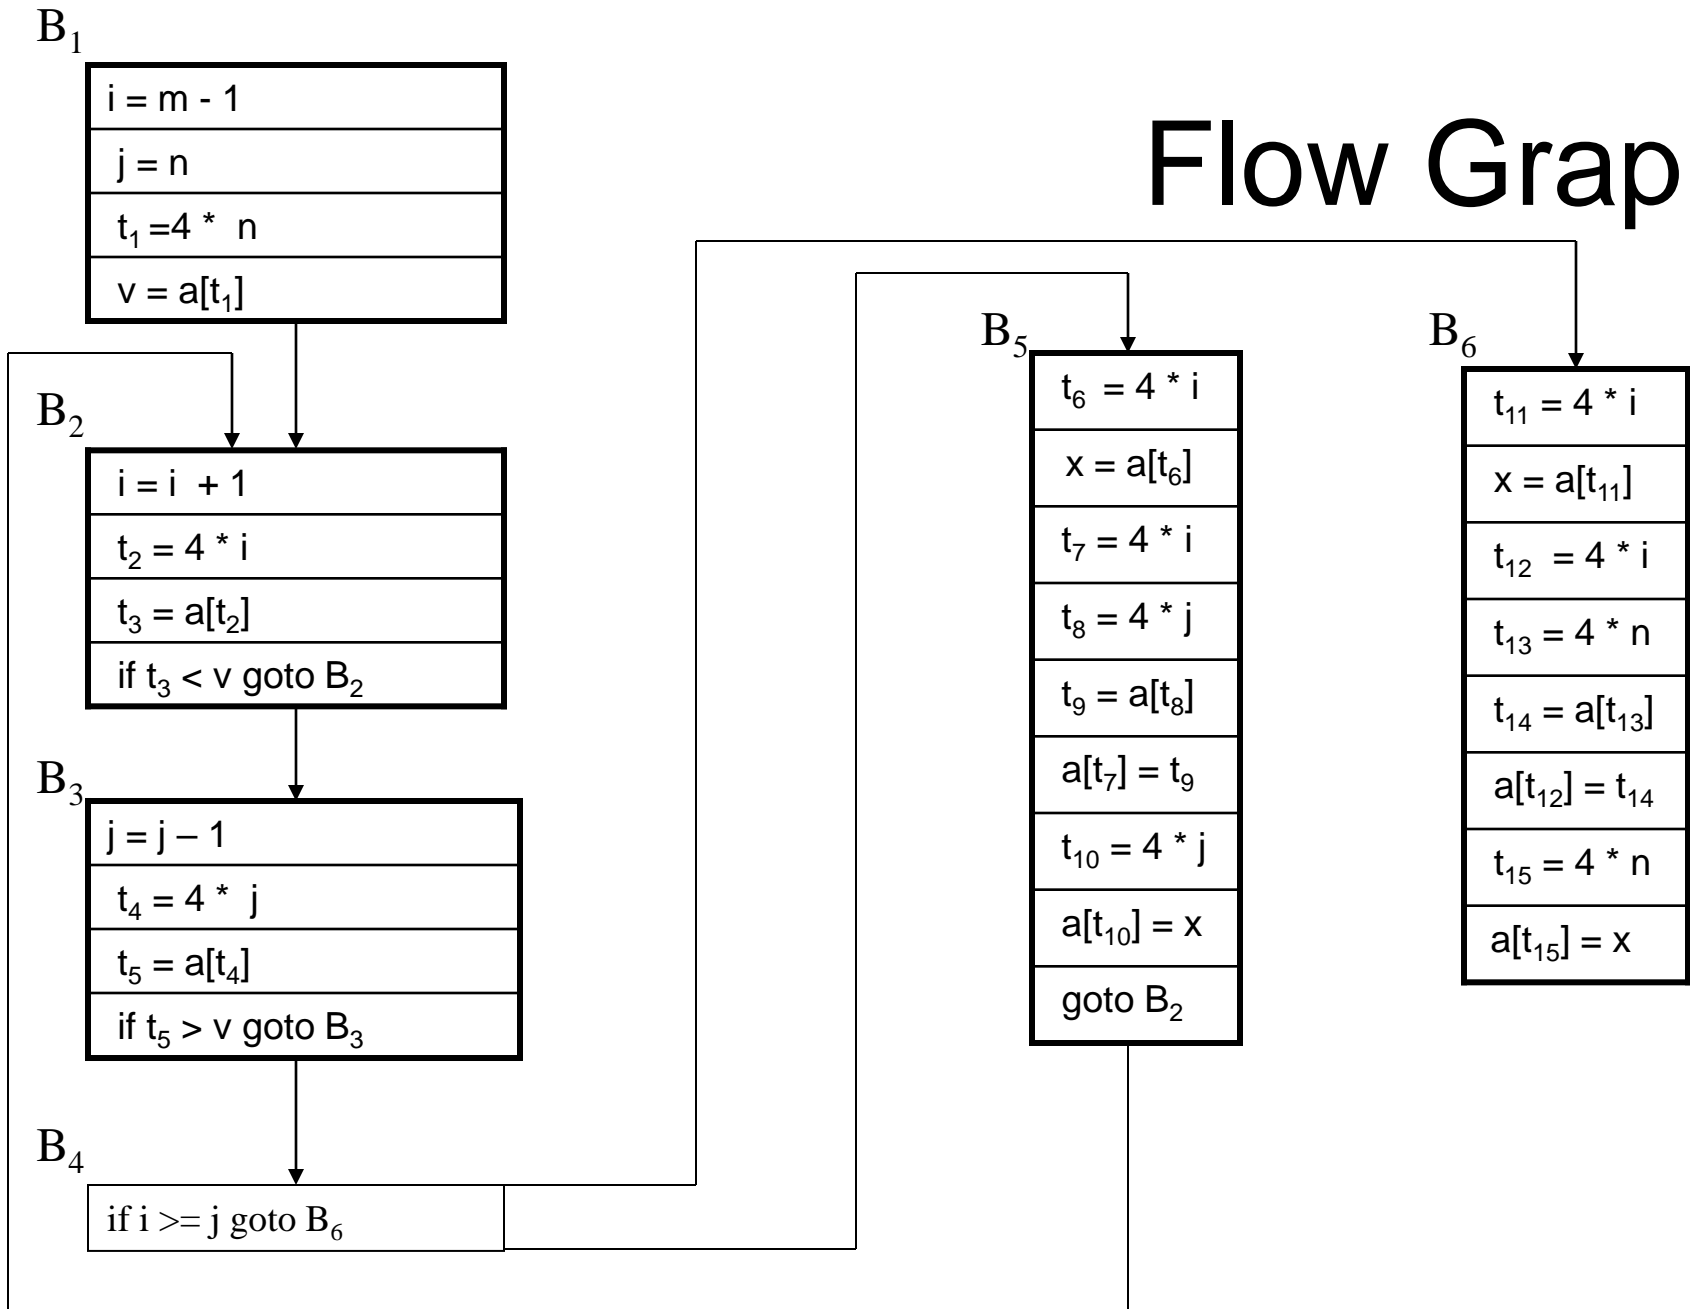 Flow Grap
B₁
i = m - 1
j = n
t₁ =4 * n
v = a[t₁]
B₂
i = i + 1
t₂ = 4 * i
t₃ = a[t₂]
if t₃ < v goto B₂
B₃
j = j – 1
t₄ = 4 * j
t₅ = a[t₄]
if t₅ > v goto B₃
B₄
if i >= j goto B₆
B₅
t₆ = 4 * i
x = a[t₆]
t₇ = 4 * i
t₈ = 4 * j
t₉ = a[t₈]
a[t₇] = t₉
t₁₀ = 4 * j
a[t₁₀] = x
goto B₂
B₆
t₁₁ = 4 * i
x = a[t₁₁]
t₁₂ = 4 * i
t₁₃ = 4 * n
t₁₄ = a[t₁₃]
a[t₁₂] = t₁₄
t₁₅ = 4 * n
a[t₁₅] = x